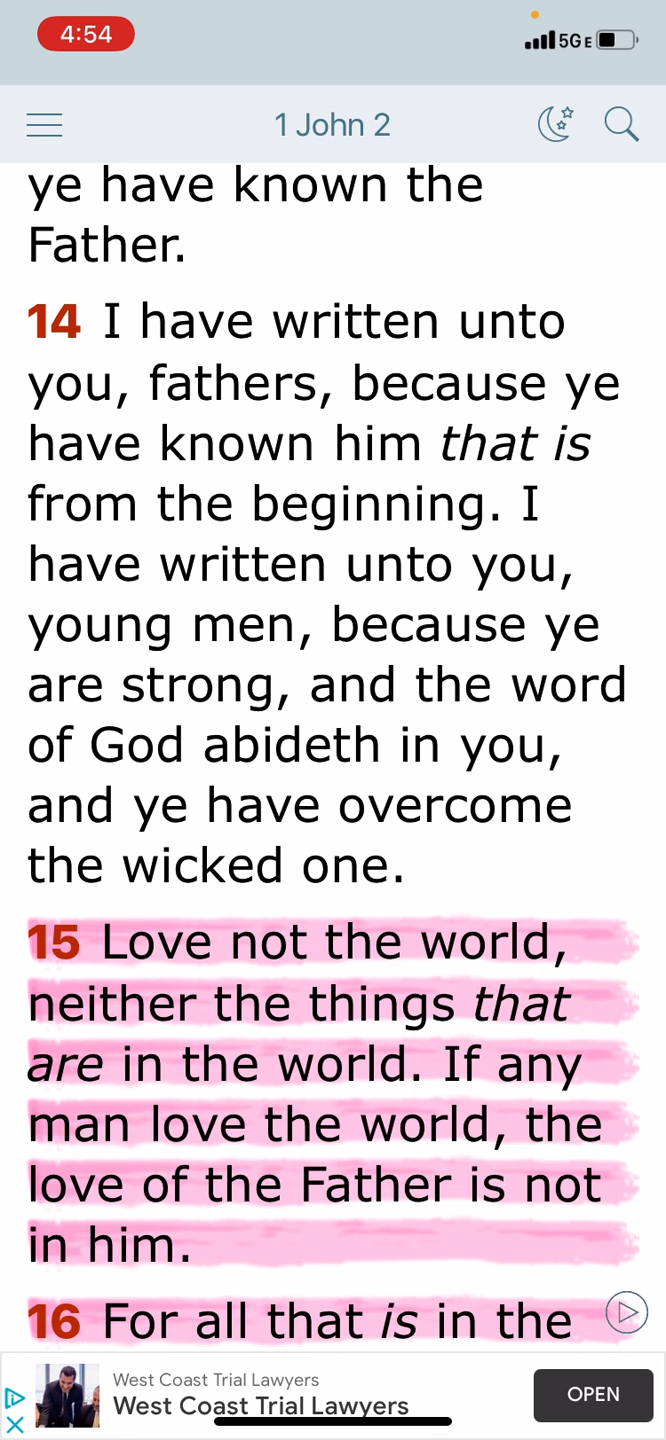 4:54
5G E
1 John 2
ye have known the
Father.
14 I have written unto
you, fathers, because ye
have known him that is
from the beginning. I
have written unto you,
young men, because ye
are strong, and the word
of God abideth in you,
and ye have overcome
the wicked one.
15 Love not the world,
neither the things that
are in the world. If any
man love the world, the
love of the Father is not
in him.
16 For all that is in the
West Coast Trial Lawyers
West Coast Trial Lawyers
OPEN